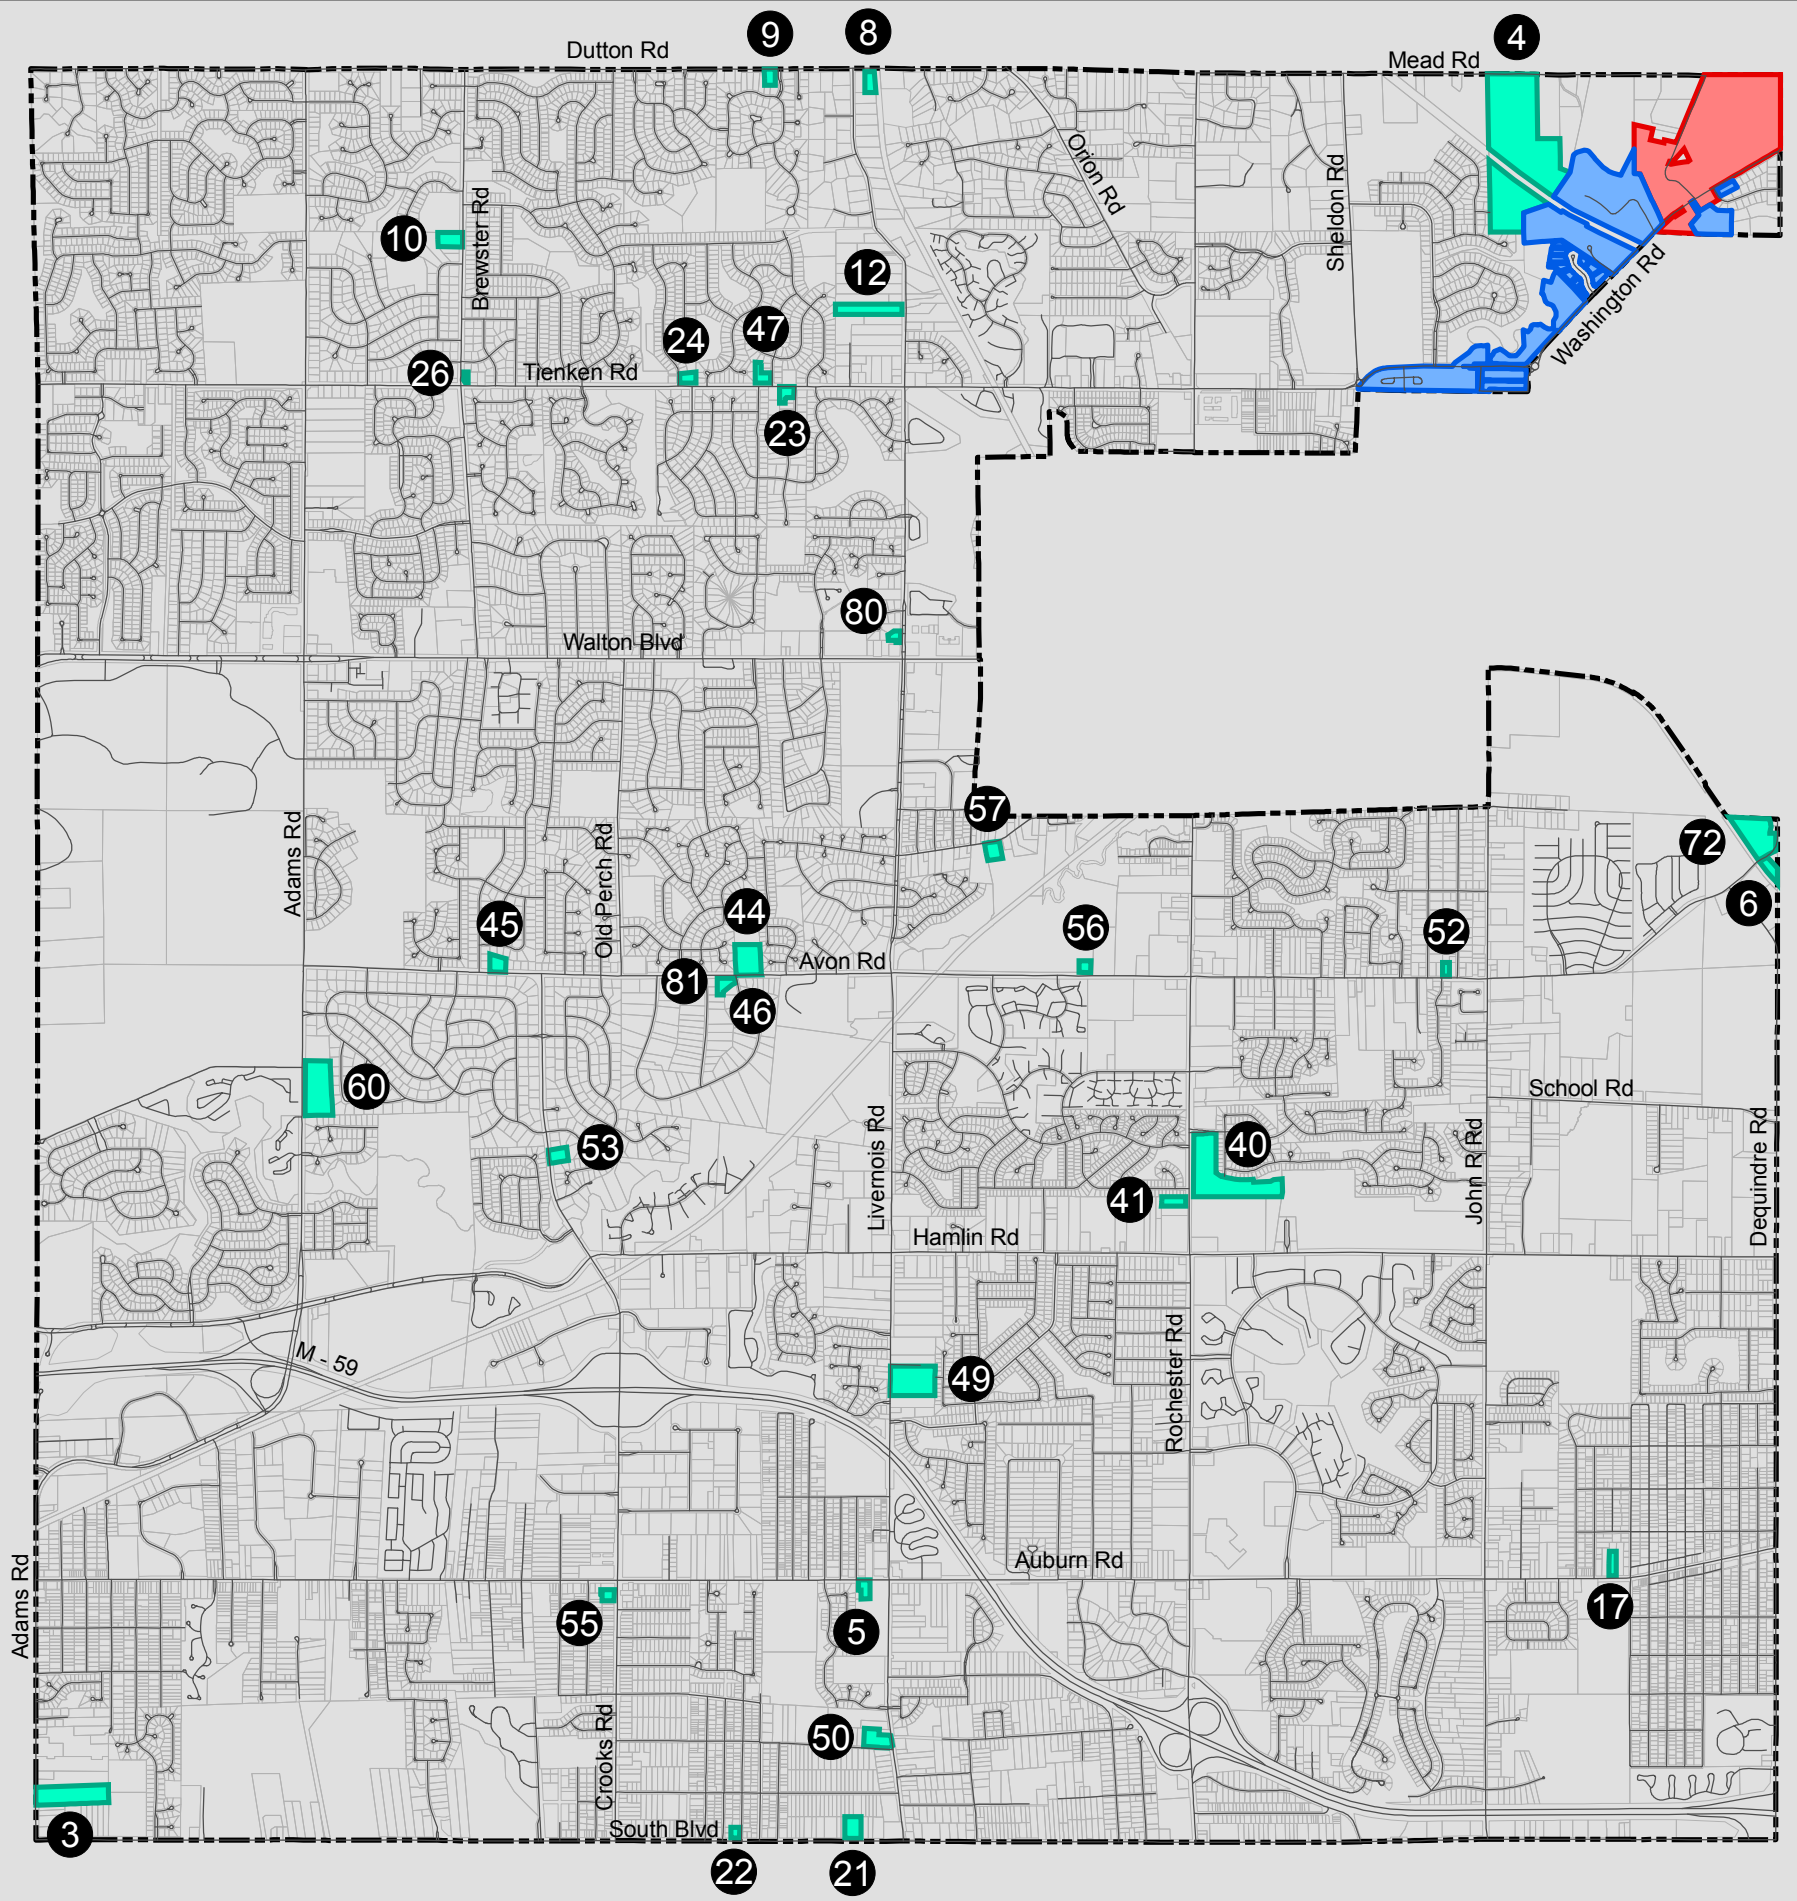 9
8
4
Dutton Rd
Mead Rd
Orion Rd
Sheldon Rd
Brewster Rd
10
12
Washington Rd
47
24
26
Tienken Rd
23
80
Walton Blvd
57
72
Adams Rd
Old Perch Rd
6
44
45
56
52
Avon Rd
81
46
60
School Rd
Livernois Rd
John R Rd
Dequindre Rd
53
40
41
Hamlin Rd
M - 59
Rochester Rd
49
Auburn Rd
Adams Rd
17
55
5
Crooks Rd
50
3
South Blvd
22
21